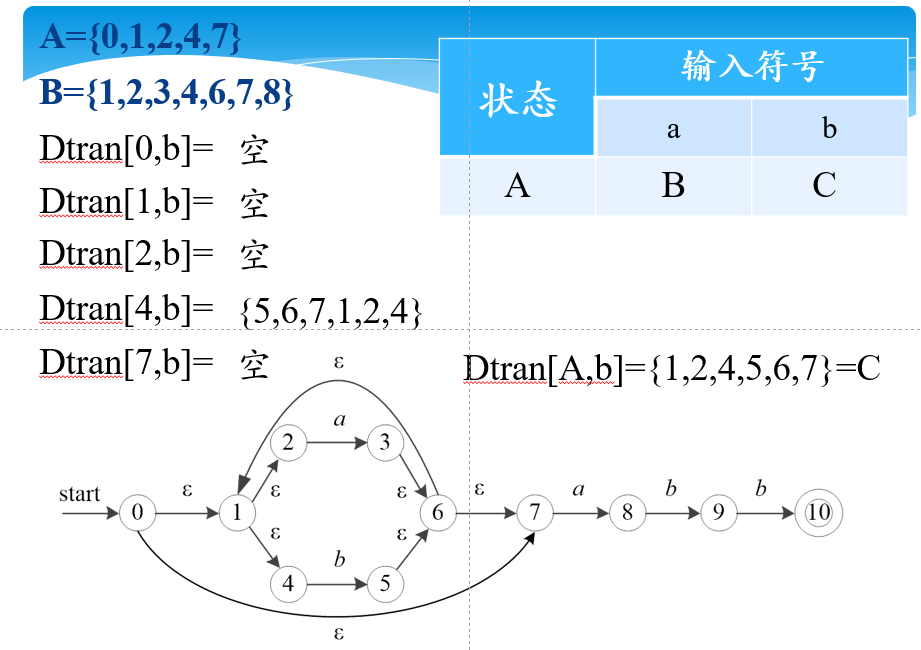 A={0,1,2,4,7}
B={1,2,3,4,6,7,8}
状态
输入符号
a
b
A
B
C
Dtran[0,b]= 空
Dtran[1,b]= 空
Dtran[2,b]= 空
Dtran[4,b]= {5,6,7,1,2,4}
Dtran[7,b]= 空
Dtran[A,b]={1,2,4,5,6,7}=C
ε
2
a
3
start
ε
ε
ε
ε
a
b
b
0
1
6
7
8
9
10
ε
ε
b
4
5
ε